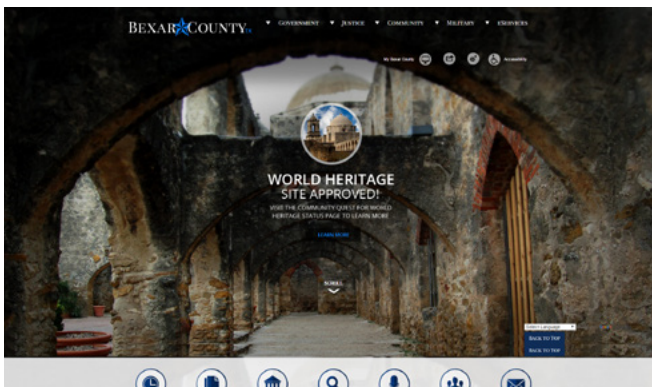 BEXAR COUNTY TX
GOVERNMENT JUSTICE COMMUNITY MILITARY ESERVICES
My Bexar County Accessibility
WORLD HERITAGE
SITE APPROVED!
VISIT THE COMMUNITY QUEST FOR WORLD
HERITAGE STATUS PAGE TO LEARN MORE
LEARN MORE
SCROLL
Select Language
BACK TO TOP
BACK TO TOP